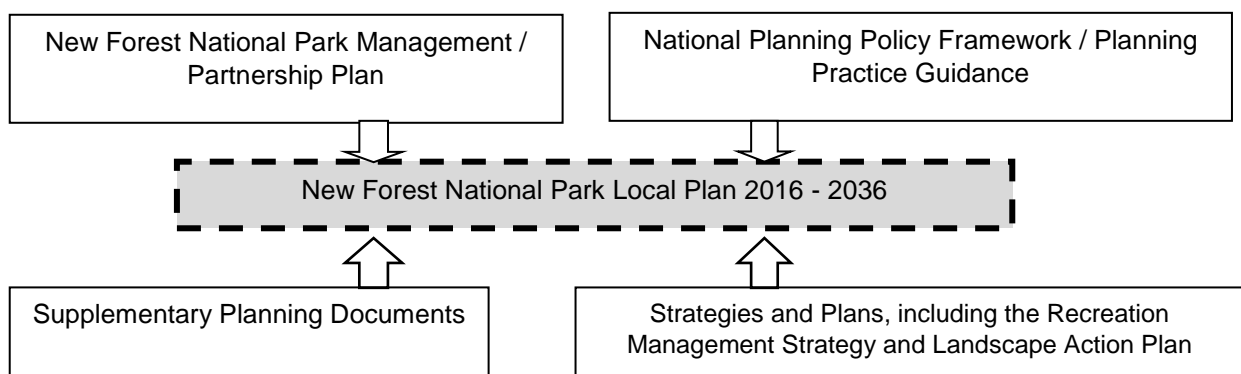 New Forest National Park Management /
Partnership Plan
National Planning Policy Framework / Planning
Practice Guidance
New Forest National Park Local Plan 2016 - 2036
Supplementary Planning Documents
Strategies and Plans, including the Recreation
Management Strategy and Landscape Action Plan